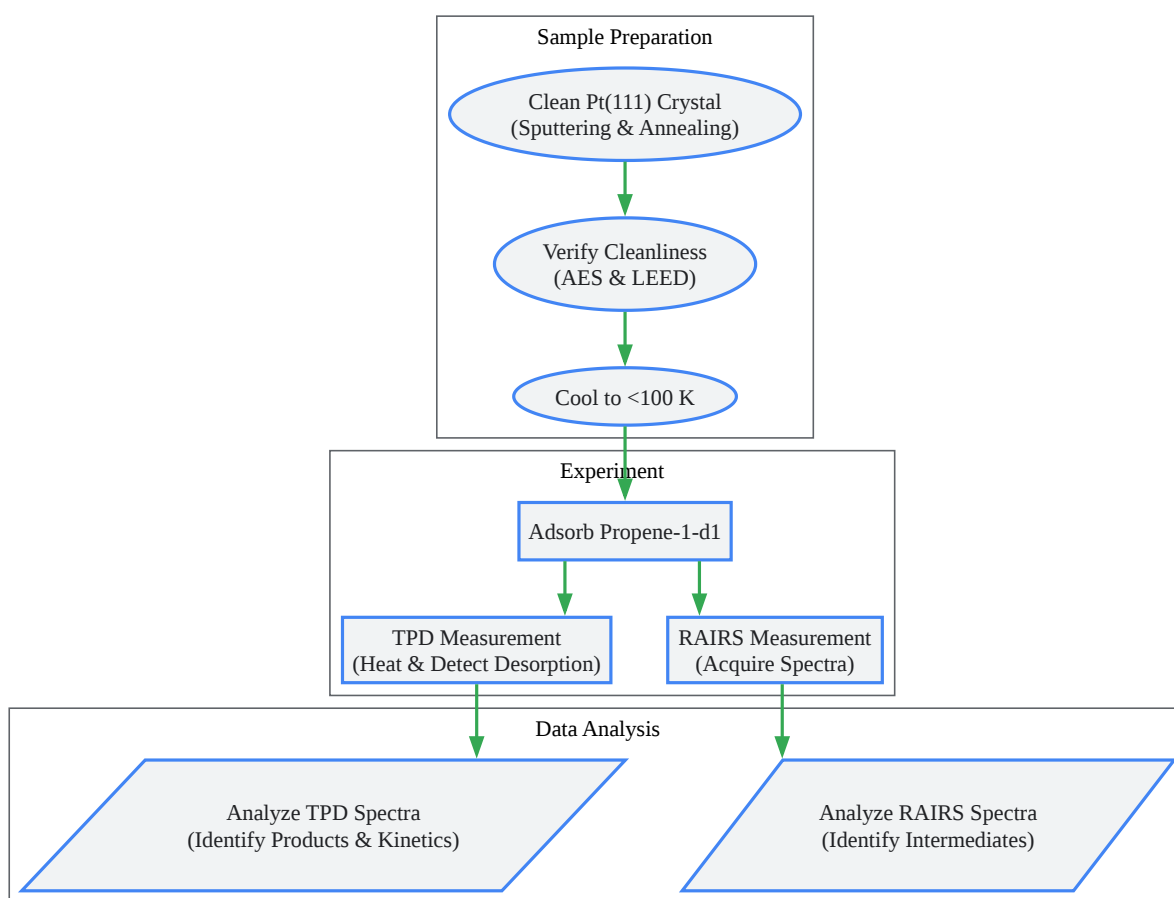 Sample Preparation
Clean Pt(111) Crystal
(Sputtering & Annealing)
Verify Cleanliness
(AES & LEED)
Cool to <100 K
Experiment
Adsorb Propene-1-d1
TPD Measurement
(Heat & Detect Desorption)
RAIRS Measurement
(Acquire Spectra)
Data Analysis
Analyze TPD Spectra
(Identify Products & Kinetics)
Analyze RAIRS Spectra
(Identify Intermediates)